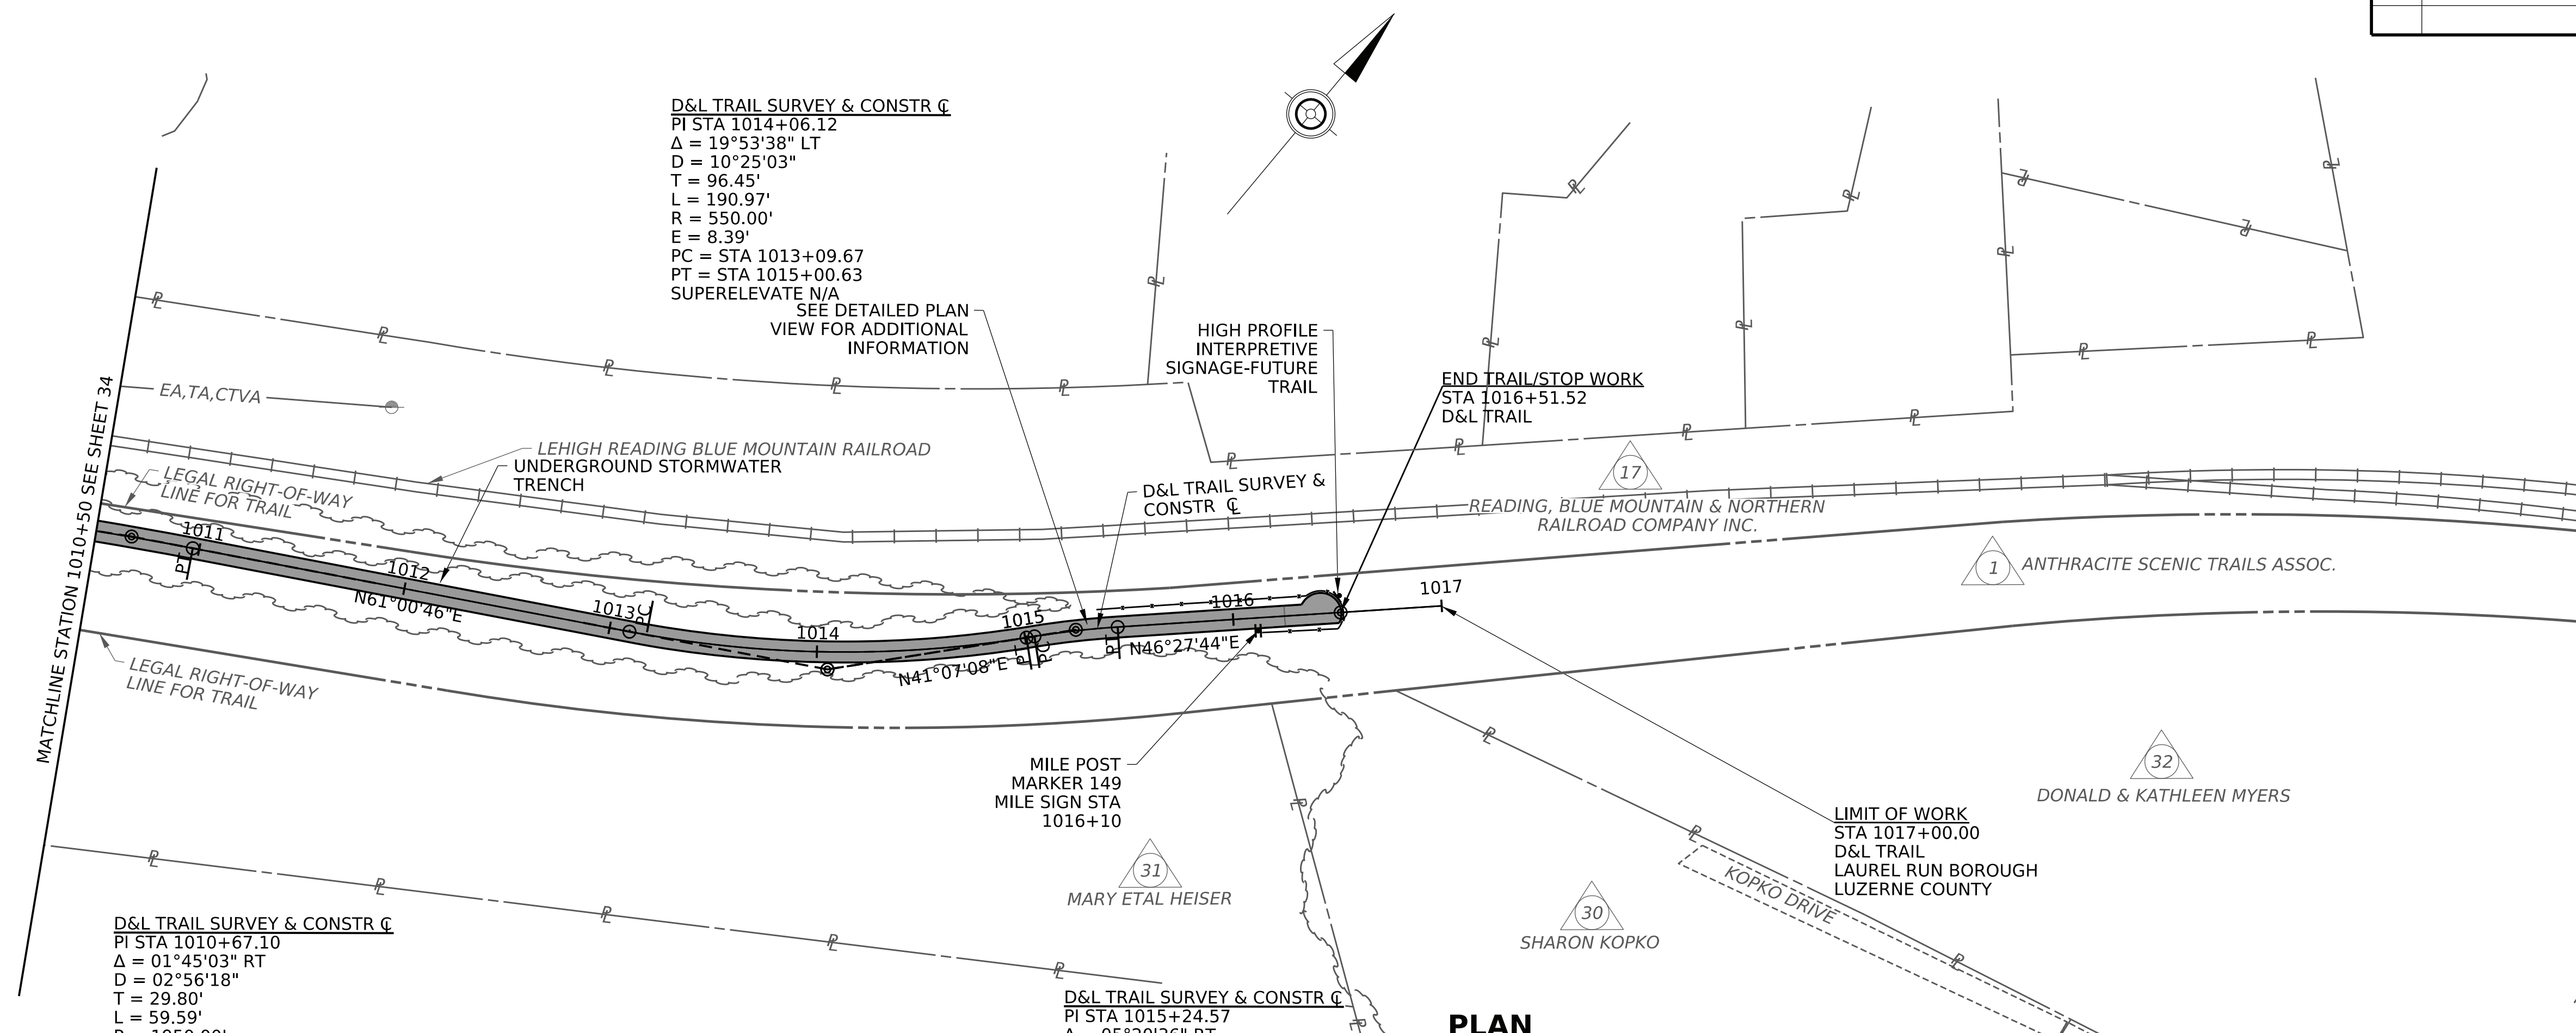 D&L TRAIL SURVEY & CONSTR ℄
PI STA 1014+06.12
Δ = 19°53'38" LT
D = 10°25'03"
T = 96.45'
L = 190.97'
R = 550.00'
E = 8.39'
PC = STA 1013+09.67
PT = STA 1015+00.63
SUPERELEVATE N/A
SEE DETAILED PLAN
VIEW FOR ADDITIONAL
INFORMATION
HIGH PROFILE
INTERPRETIVE
SIGNAGE-FUTURE
TRAIL
END TRAIL/STOP WORK
STA 1016+51.52
D&L TRAIL
MATCHLINE STATION 1010+50 SEE SHEET 34
EA,TA,CTVA
LEHIGH READING BLUE MOUNTAIN RAILROAD
UNDERGROUND STORMWATER
TRENCH
LEGAL RIGHT-OF-WAY
LINE FOR TRAIL
D&L TRAIL SURVEY &
CONSTR ℄
17
READING, BLUE MOUNTAIN & NORTHERN
RAILROAD COMPANY INC.
1
ANTHRACITE SCENIC TRAILS ASSOC.
1011
PT
1012
N61°00'46"E
1013
PC
1014
1015
PT
PC
N41°07'08"E
PT
N46°27'44"E
1016
1017
LEGAL RIGHT-OF-WAY
LINE FOR TRAIL
MILE POST
MARKER 149
MILE SIGN STA
1016+10
32
DONALD & KATHLEEN MYERS
LIMIT OF WORK
STA 1017+00.00
D&L TRAIL
LAUREL RUN BOROUGH
LUZERNE COUNTY
31
MARY ETAL HEISER
30
SHARON KOPKO
KOPKO DRIVE
D&L TRAIL SURVEY & CONSTR ℄
PI STA 1010+67.10
Δ = 01°45'03" RT
D = 02°56'18"
T = 29.80'
L = 59.59'
D&L TRAIL SURVEY & CONSTR ℄
PI STA 1015+24.57
PLAN